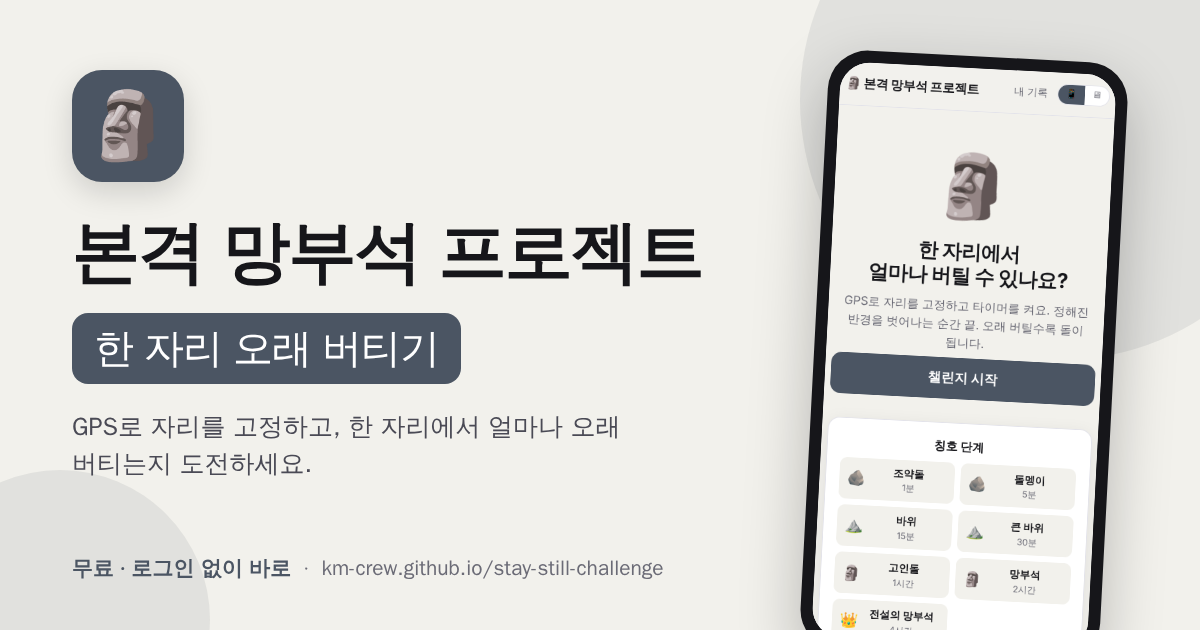 본격 망부석 프로젝트
한 자리 오래 버티기
GPS로 자리를 고정하고, 한 자리에서 얼마나 오래
버티는지 도전하세요.
무료 · 로그인 없이 바로 · km-crew.github.io/stay-still-challenge
본격 망부석 프로젝트
내 기록
한 자리에서
얼마나 버틸 수 있나요?
GPS로 자리를 고정하고 타이머를 켜요. 정해진
반경을 벗어나는 순간 끝. 오래 버틸수록 돌이
됩니다.
챌린지 시작
칭호 단계
조약돌
1분
돌멩이
5분
바위
15분
큰 바위
30분
고인돌
1시간
망부석
2시간
전설의 망부석